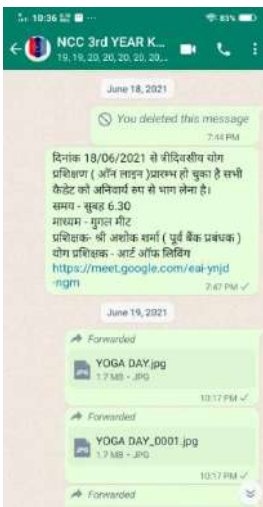 10:36
83%
NCC 3rd YEAR K...
19, 19, 20, 20, 20, 20, 20,...
June 18, 2021
You deleted this message
7:44 PM
दिनांक 18/06/2021 से त्रीदिवसीय योग
प्रशिक्षण ( ऑन लाइन )प्रारम्भ हो चुका है सभी
कैडेट को अनिवार्य रुप से भाग लेना है।
समय - सुबह 6.30
माध्यम - गुगल मीट
प्रशिक्षक- श्री अशोक शर्मा ( पूर्व बैंक प्रबंधक )
योग प्रशिक्षक - आर्ट ऑफ लिविंग
https://meet.google.com/eai-ynjd
-ngm
7:47 PM
June 19, 2021
Forwarded
YOGA DAY.jpg
JPG
1.7 MB · JPG
10:17 PM
Forwarded
YOGA DAY_0001.jpg
JPG
1.7 MB · JPG
10:17 PM
Forwarded